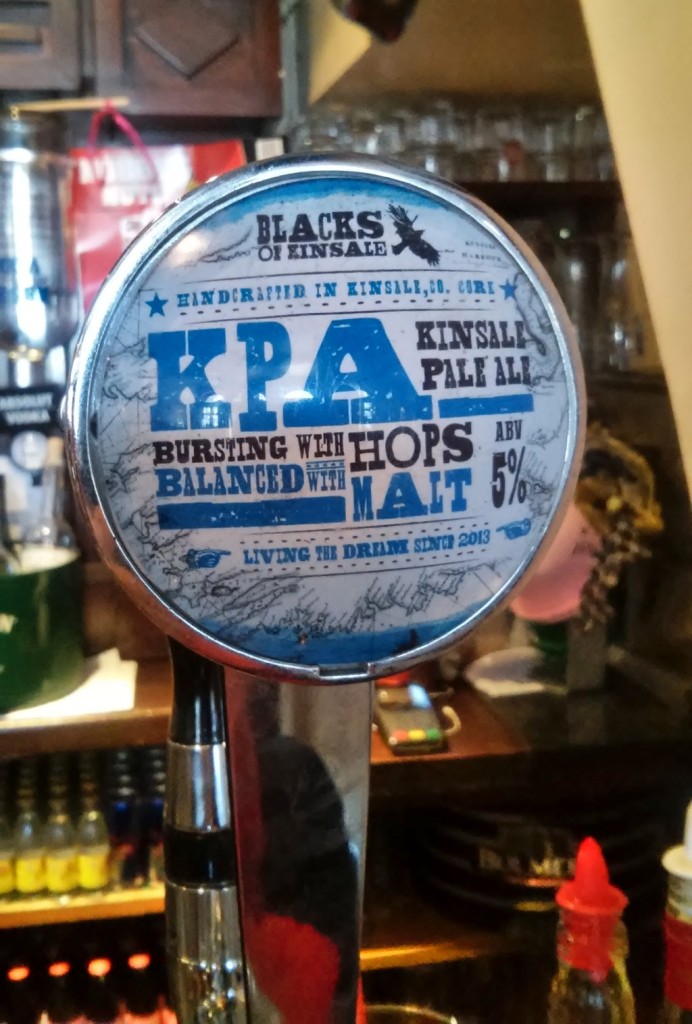 BLACKS
OF KINSALE
HANDCRAFTED IN KINSALE, CO. CORK
KPA
KINSALE
PALE ALE
BURSTING WITH HOPS
BALANCED WITH MALT
ABV
5%
LIVING THE DREAM SINCE 2013